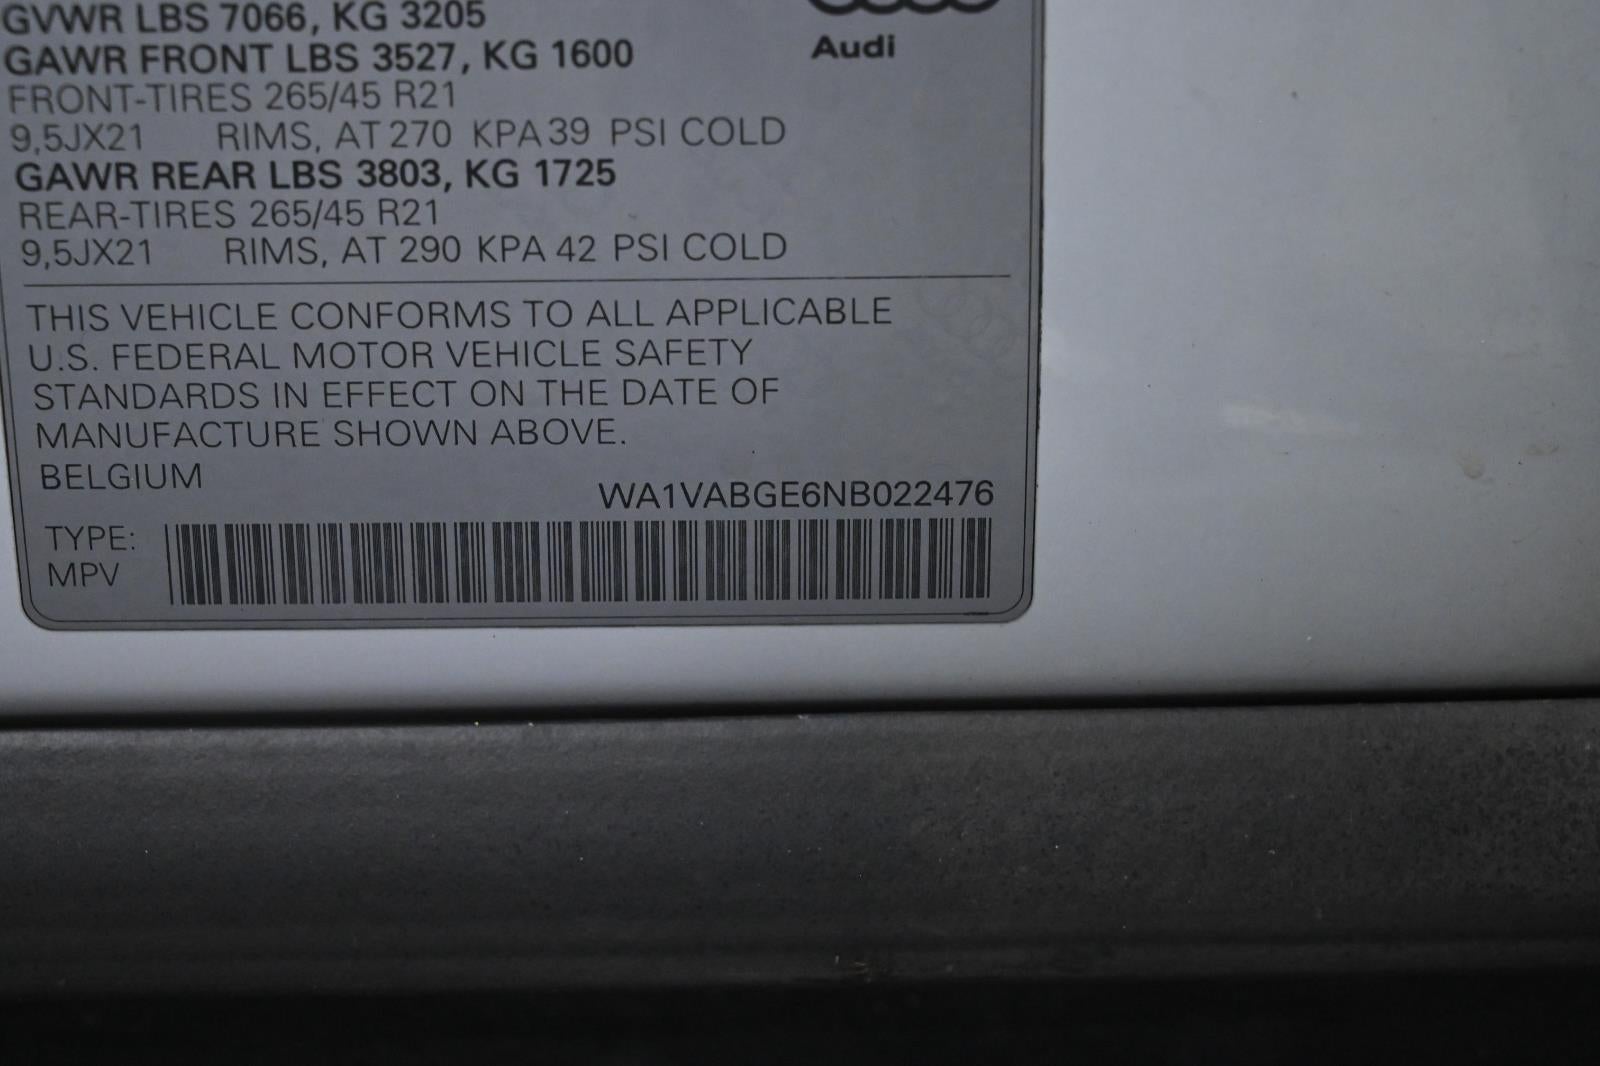 GVWR LBS 7066, KG 3205
GAWR FRONT LBS 3527, KG 1600
Audi
FRONT-TIRES 265/45 R21
9,5JX21 RIMS, AT 270 KPA 39 PSI COLD
GAWR REAR LBS 3803, KG 1725
REAR-TIRES 265/45 R21
9,5JX21 RIMS, AT 290 KPA 42 PSI COLD
THIS VEHICLE CONFORMS TO ALL APPLICABLE
U.S. FEDERAL MOTOR VEHICLE SAFETY
STANDARDS IN EFFECT ON THE DATE OF
MANUFACTURE SHOWN ABOVE.
BELGIUM
WA1VABGE6NB022476
TYPE:
MPV